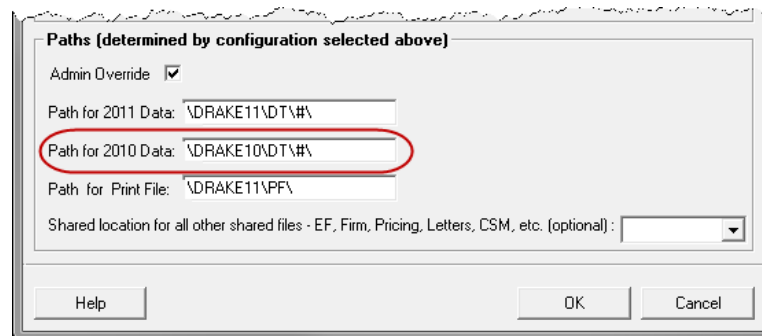 Paths (determined by configuration selected above)
Admin Override
Path for 2011 Data: \DRAKE11\DT\#\
Path for 2010 Data: \DRAKE10\DT\#\
Path for Print File: \DRAKE11\PF\
Shared location for all other shared files - EF, Firm, Pricing, Letters, CSM, etc. (optional) :
Help OK Cancel